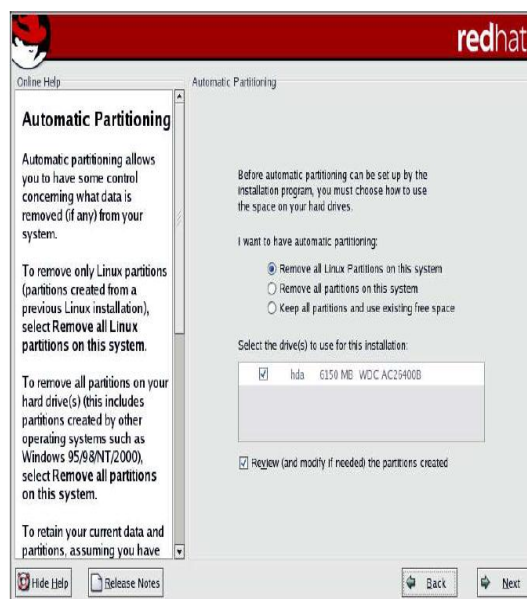 redhat
Online Help
Automatic Partitioning
Automatic partitioning allows
you to have some control
concerning what data is
removed (if any) from your
system.
To remove only Linux partitions
(partitions created from a
previous Linux installation),
select Remove all Linux
partitions on this system.
To remove all partitions on your
hard drive(s) (this includes
partitions created by other
operating systems such as
Windows 95/98/NT/2000),
select Remove all partitions
on this system.
To retain your current data and
partitions, assuming you have
Automatic Partitioning
Before automatic partitioning can be set up by the
installation program, you must choose how to use
the space on your hard drives.
I want to have automatic partitioning:
Remove all Linux Partitions on this system
Remove all partitions on this system
Keep all partitions and use existing free space
Select the drive(s) to use for this installation:
hda 6150 MB WDC AC26400B
Review (and modify if needed) the partitions created
Hide Help
Release Notes
Back
Next